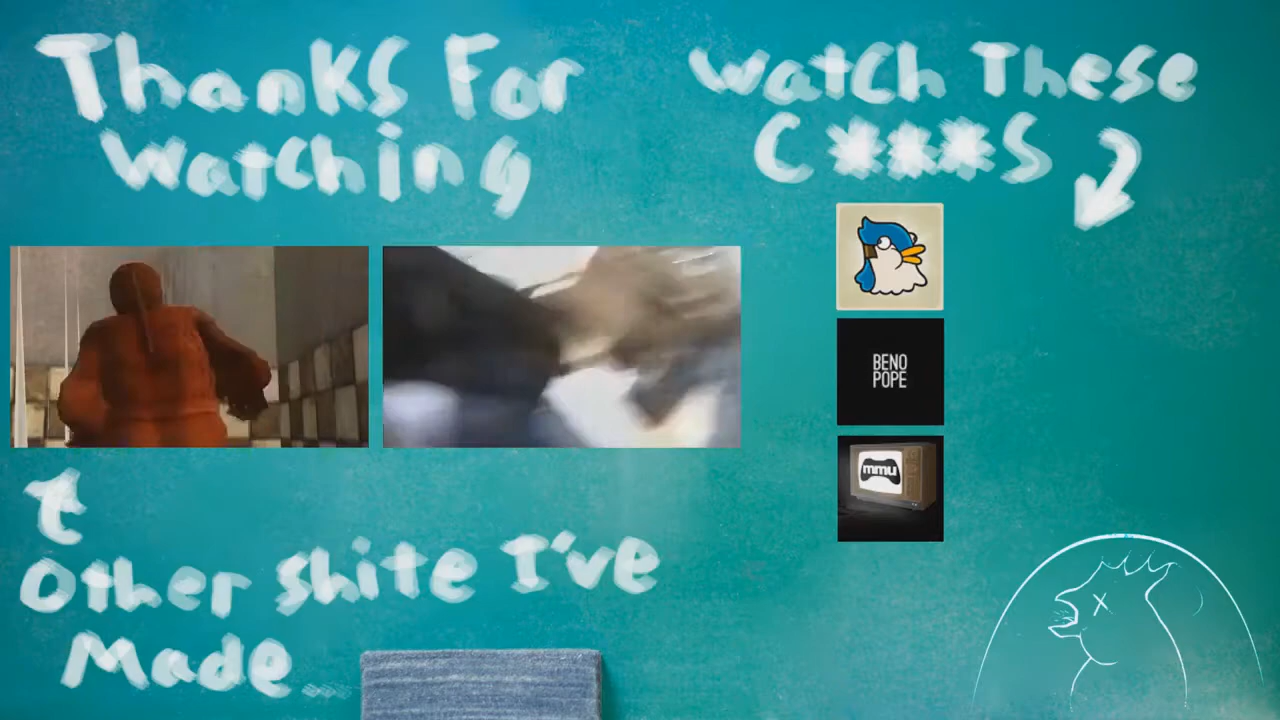 Thanks For
Watching
Watch These
C***s
BENO
POPE
mmu
t
Other shite I've
Made....